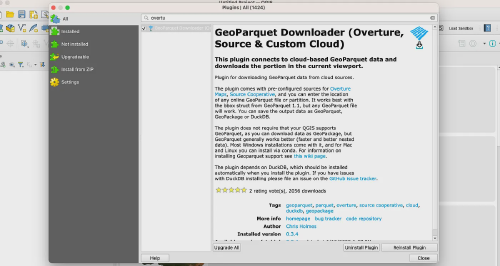 Plugins | All (1424)
All
Installed
Not installed
Upgradeable
Install from ZIP
Settings
overtu
GeoParquet Downloader (Overture,
Source & Custom Cloud)
This plugin connects to cloud-based GeoParquet data and
downloads the portion in the current viewport.
Plugin for downloading GeoParquet data from cloud sources.
The plugin comes with pre-configured sources for Overture
Maps, Source Cooperative, and you can enter the location
of any online GeoParquet file or partition. It works best with
the bbox struct from GeoParquet 1.1, but any GeoParquet file
will work. You can save the output data as GeoParquet,
GeoPackage or DuckDB.
The plugin does not require that your QGIS supports
GeoParquet, as you can download data as GeoPackage, but
GeoParquet generally works better (faster and better nested
data). Most Windows installations come with it, and for Mac
and Linux you can install via conda. For information on
installing Geoparquet support see this wiki page.
The plugin depends on DuckDB, which should be installed
automatically when you install the plugin. If you have issues
with DuckDB installing please file an issue on the GitHub issue tracker.
2 rating vote(s), 2056 downloads
Tags geoparquet, parquet, overture, source cooperative, cloud,
duckdb, geopackage
More info homepage bug tracker code repository
Author Chris Holmes
Installed version 0.3.4
Upgrade All
Uninstall Plugin
Reinstall Plugin
Help
Close